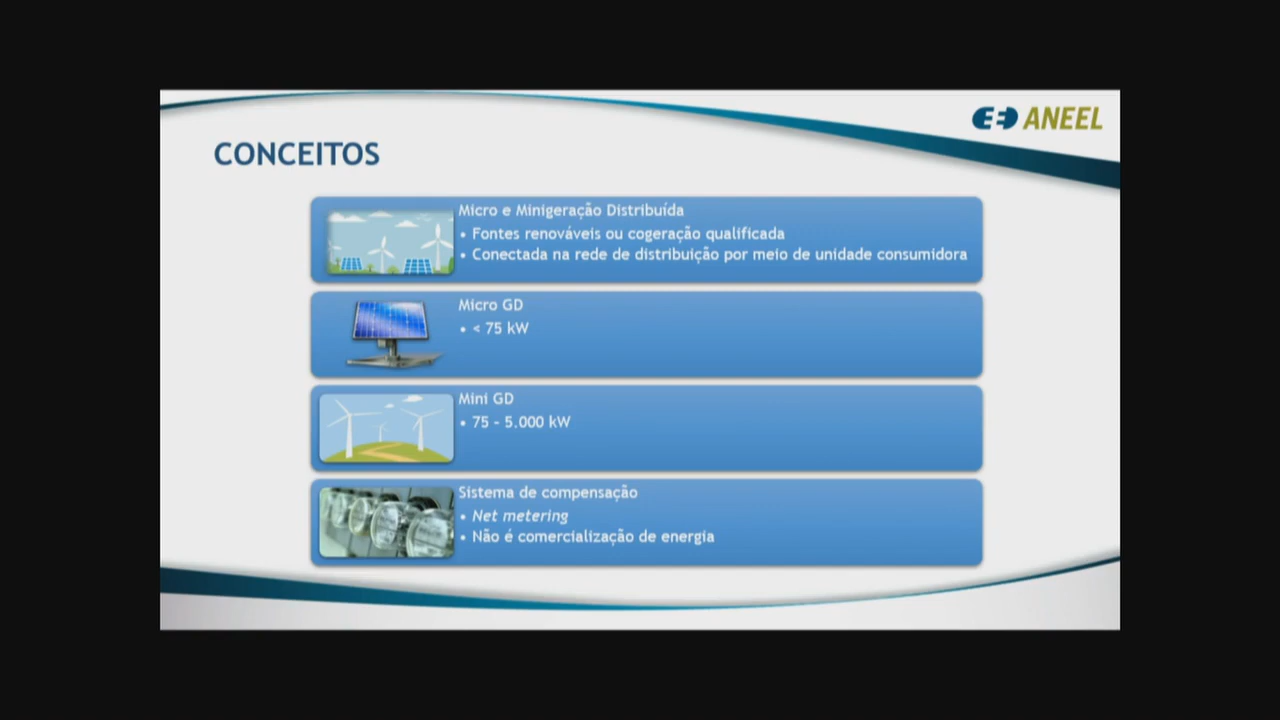 ANEEL
CONCEITOS
Micro e Minigeração Distribuída
• Fontes renováveis ou cogeração qualificada
• Conectada na rede de distribuição por meio de unidade consumidora
Micro GD
• < 75 kW
Mini GD
• 75 - 5.000 kW
Sistema de compensação
• Net metering
• Não é comercialização de energia